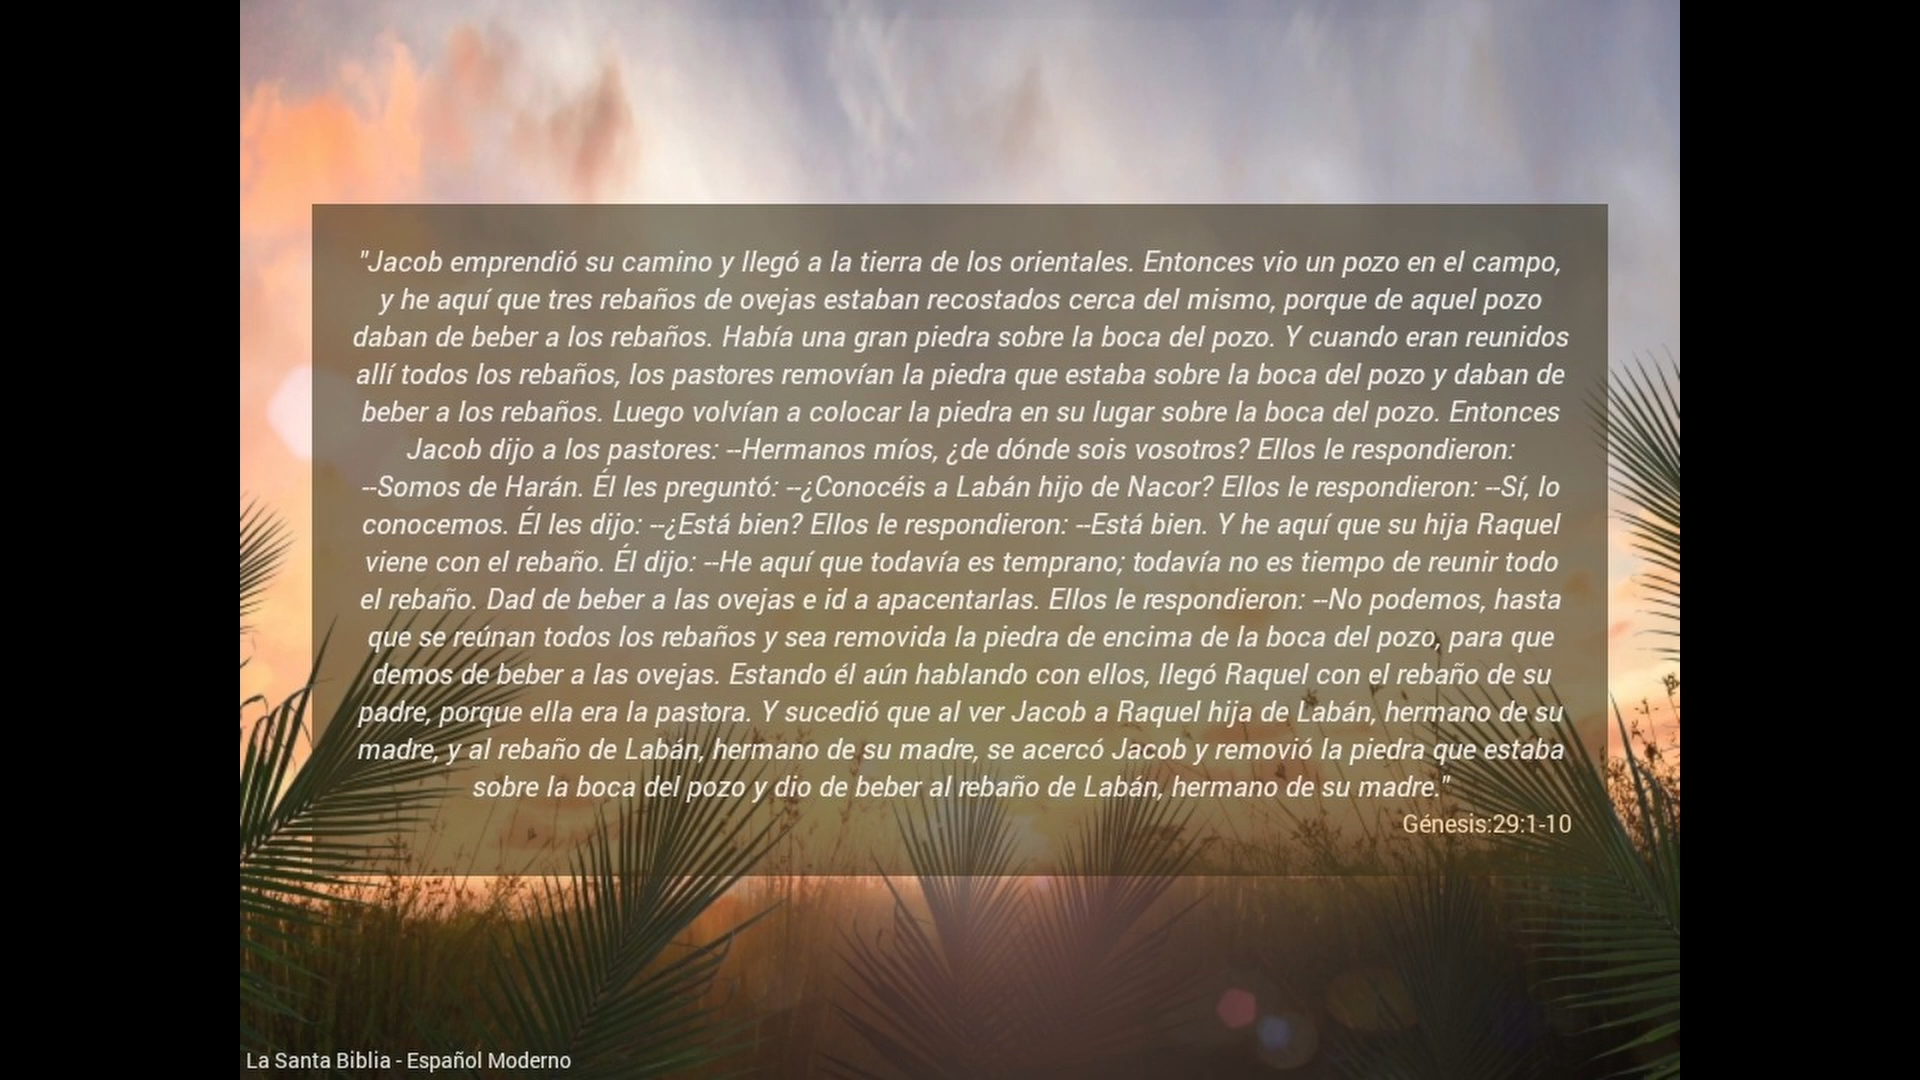 "Jacob emprendió su camino y llegó a la tierra de los orientales. Entonces vio un pozo en el campo,
y he aquí que tres rebaños de ovejas estaban recostados cerca del mismo, porque de aquel pozo
daban de beber a los rebaños. Había una gran piedra sobre la boca del pozo. Y cuando eran reunidos
allí todos los rebaños, los pastores removían la piedra que estaba sobre la boca del pozo y daban de
beber a los rebaños. Luego volvían a colocar la piedra en su lugar sobre la boca del pozo. Entonces
Jacob dijo a los pastores: --Hermanos míos, ¿de dónde sois vosotros? Ellos le respondieron:
--Somos de Harán. Él les preguntó: --¿Conocéis a Labán hijo de Nacor? Ellos le respondieron: --Sí, lo
conocemos. Él les dijo: --¿Está bien? Ellos le respondieron: --Está bien. Y he aquí que su hija Raquel
viene con el rebaño. Él dijo: --He aquí que todavía es temprano; todavía no es tiempo de reunir todo
el rebaño. Dad de beber a las ovejas e id a apacentarlas. Ellos le respondieron: --No podemos, hasta
que se reúnan todos los rebaños y sea removida la piedra de encima de la boca del pozo, para que
demos de beber a las ovejas. Estando él aún hablando con ellos, llegó Raquel con el rebaño de su
padre, porque ella era la pastora. Y sucedió que al ver Jacob a Raquel hija de Labán, hermano de su
madre, y al rebaño de Labán, hermano de su madre, se acercó Jacob y removió la piedra que estaba
sobre la boca del pozo y dio de beber al rebaño de Labán, hermano de su madre."
Génesis:29:1-10
La Santa Biblia - Español Moderno